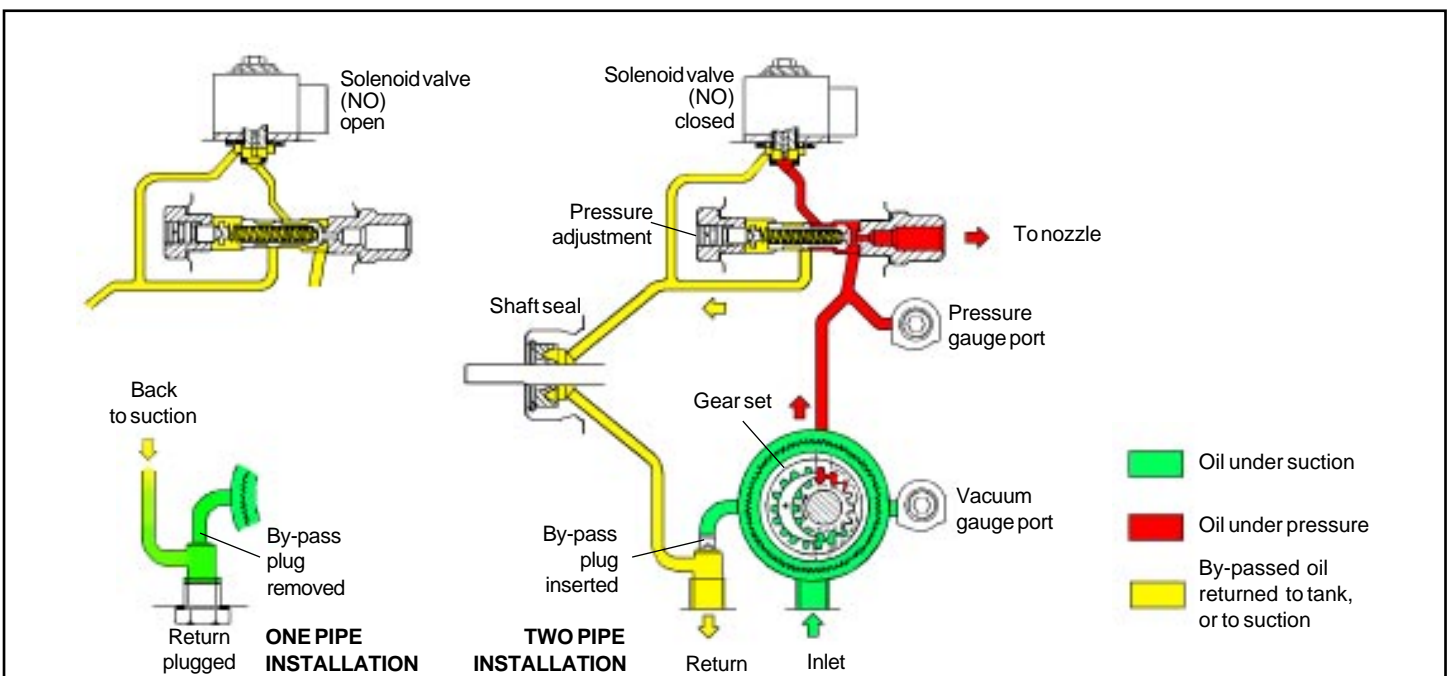 Solenoid valve
(NO)
open
Solenoid valve
(NO)
closed
Pressure
adjustment
To nozzle
Shaft seal
Pressure
gauge port
Back
to suction
Gear set
Oil under suction
Vacuum
gauge port
Oil under pressure
By-pass
plug
removed
By-pass
plug
inserted
By-passed oil
returned to tank,
or to suction
Return
plugged
ONE PIPE
INSTALLATION
TWO PIPE
INSTALLATION
Return
Inlet